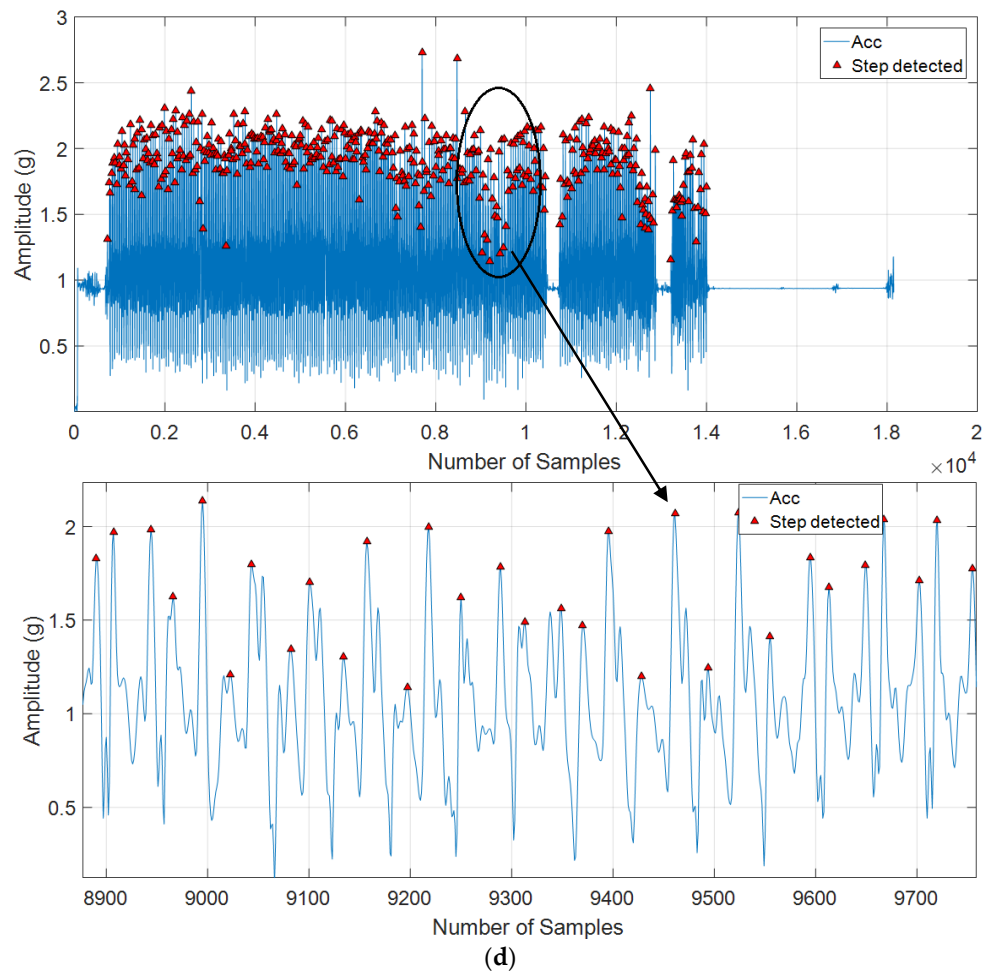 3
2.5
2
1.5
1
0.5
Amplitude (g)
Acc
Step detected
0 0.2 0.4 0.6 0.8 1 1.2 1.4 1.6 1.8 2
Number of Samples
×10^4
2
1.5
1
0.5
Amplitude (g)
Acc
Step detected
8900 9000 9100 9200 9300 9400 9500 9600 9700
Number of Samples
(d)